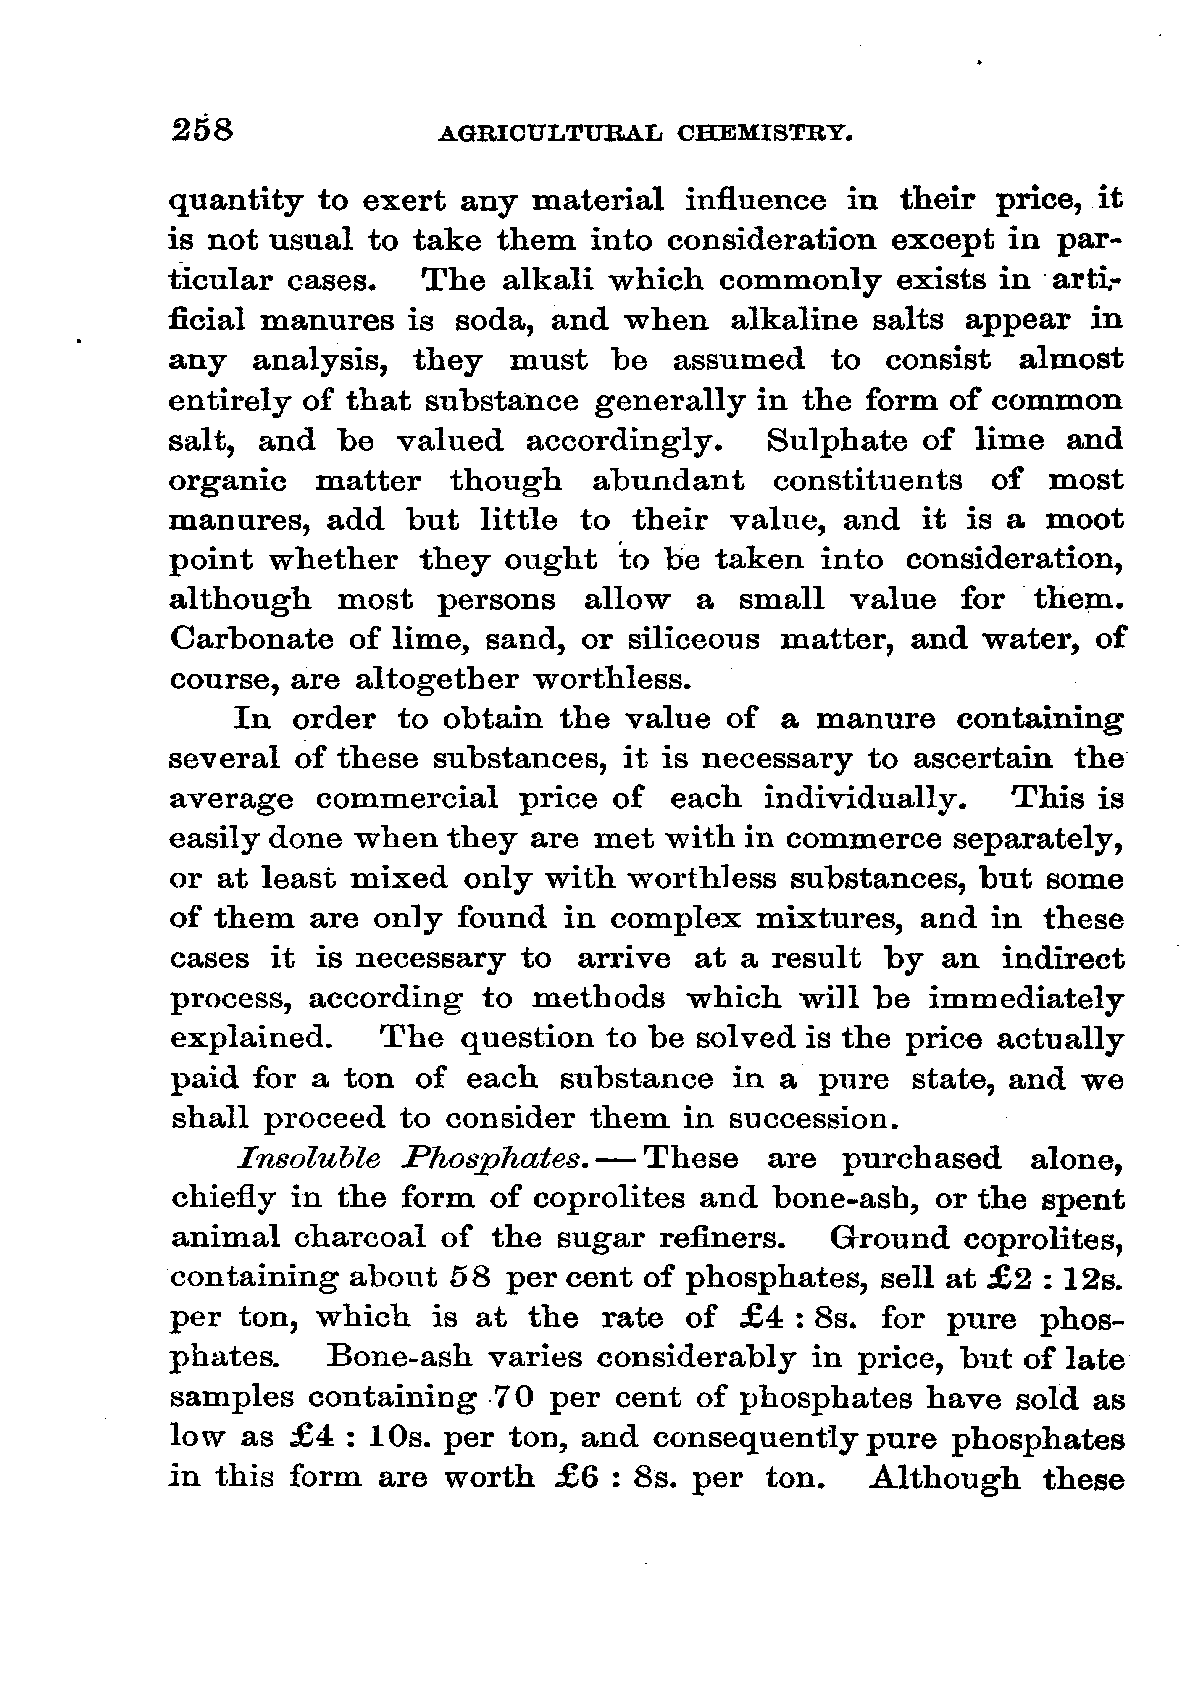 258 AGRICULTURAL CHEMISTRY.
quantity to exert any material influence in their price, it
is not usual to take them into consideration except in par-
ticular cases. The alkali which commonly exists in arti-
ficial manures is soda, and when alkaline salts appear in
any analysis, they must be assumed to consist almost
entirely of that substance generally in the form of common
salt, and be valued accordingly. Sulphate of lime and
organic matter though abundant constituents of most
manures, add but little to their value, and it is a moot
point whether they ought to be taken into consideration,
although most persons allow a small value for them.
Carbonate of lime, sand, or siliceous matter, and water, of
course, are altogether worthless.
In order to obtain the value of a manure containing
several of these substances, it is necessary to ascertain the
average commercial price of each individually. This is
easily done when they are met with in commerce separately,
or at least mixed only with worthless substances, but some
of them are only found in complex mixtures, and in these
cases it is necessary to arrive at a result by an indirect
process, according to methods which will be immediately
explained. The question to be solved is the price actually
paid for a ton of each substance in a pure state, and we
shall proceed to consider them in succession.
Insoluble Phosphates.—These are purchased alone,
chiefly in the form of coprolites and bone-ash, or the spent
animal charcoal of the sugar refiners. Ground coprolites,
containing about 58 per cent of phosphates, sell at £2 : 12s.
per ton, which is at the rate of £4 : 8s. for pure phos-
phates. Bone-ash varies considerably in price, but of late
samples containing 70 per cent of phosphates have sold as
low as £4 : 10s. per ton, and consequently pure phosphates
in this form are worth £6 : 8s. per ton. Although these